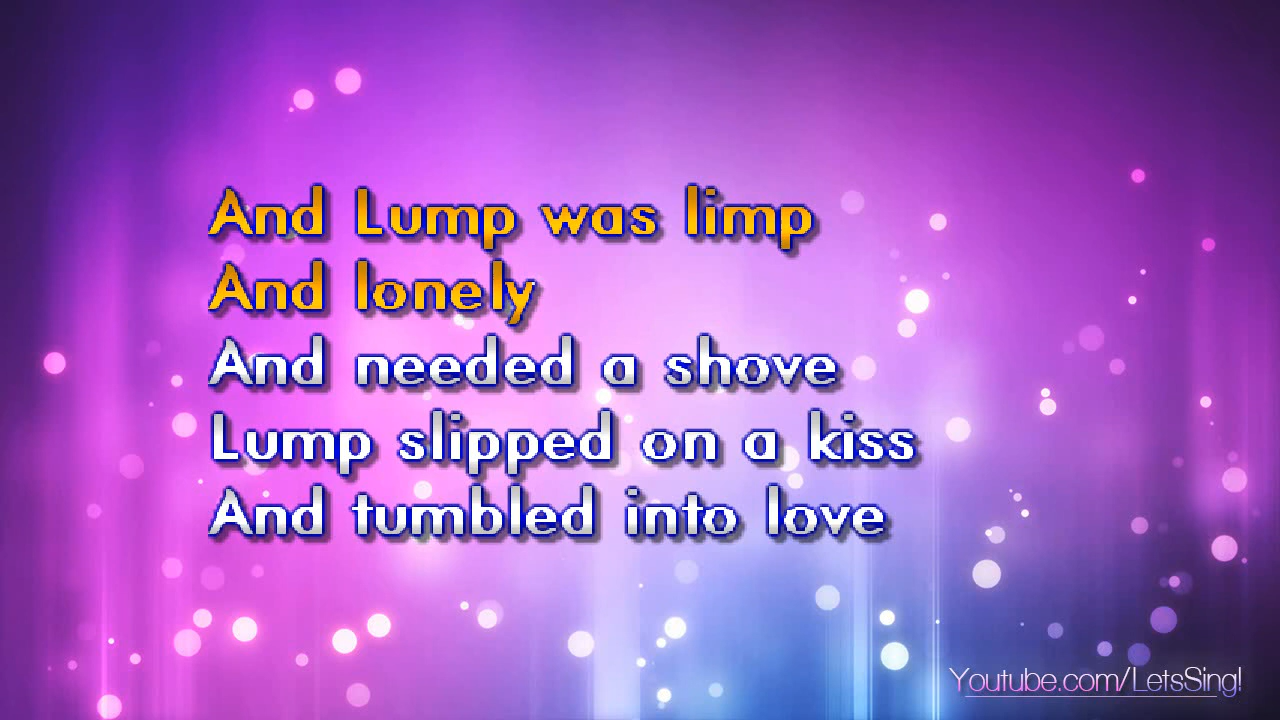 And Lump was limp
And lonely
And needed a shove
Lump slipped on a kiss
And tumbled into love
Youtube.com/LetsSing!